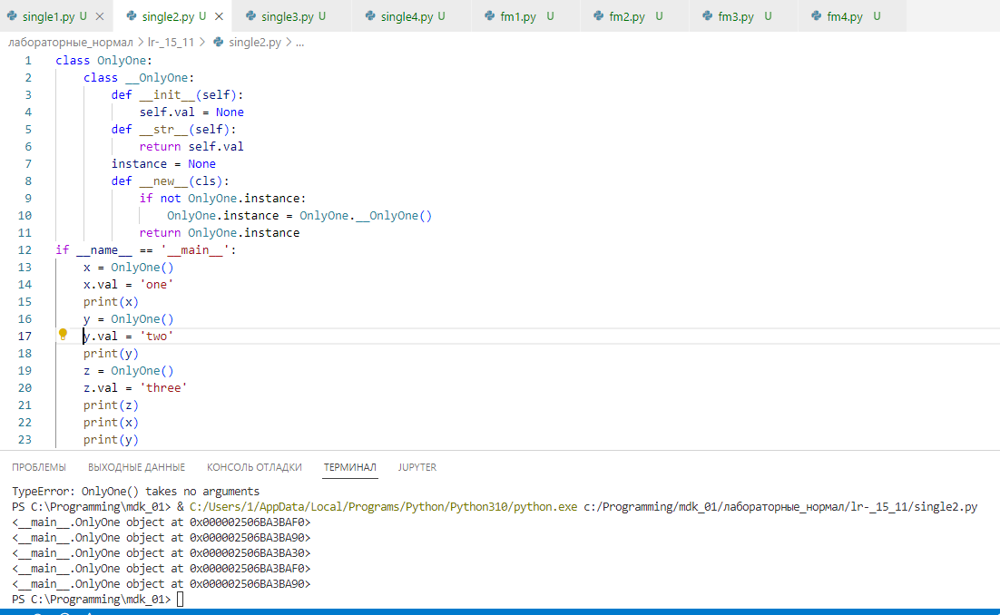 single1.py U single2.py U single3.py U single4.py U fm1.py U fm2.py U fm3.py U fm4.py U
лабораторные_нормал > lr-_15_11 > single2.py > ...
1 class OnlyOne:
2     class __OnlyOne:
3         def __init__(self):
4             self.val = None
5         def __str__(self):
6             return self.val
7         instance = None
8         def __new__(cls):
9             if not OnlyOne.instance:
10                 OnlyOne.instance = OnlyOne.__OnlyOne()
11             return OnlyOne.instance
12 if __name__ == '__main__':
13     x = OnlyOne()
14     x.val = 'one'
15     print(x)
16     y = OnlyOne()
17     y.val = 'two'
18     print(y)
19     z = OnlyOne()
20     z.val = 'three'
21     print(z)
22     print(x)
23     print(y)
ПРОБЛЕМЫ ВЫХОДНЫЕ ДАННЫЕ КОНСОЛЬ ОТЛАДКИ ТЕРМИНАЛ JUPYTER
TypeError: OnlyOne() takes no arguments
PS C:\Programming\mdk_01> & C:/Users/1/AppData/Local/Programs/Python/Python310/python.exe c:/Programming/mdk_01/лабораторные_нормал/lr-_15_11/single2.py
<__main__.OnlyOne object at 0x000002506BA3BAF0>
<__main__.OnlyOne object at 0x000002506BA3BA90>
<__main__.OnlyOne object at 0x000002506BA3BA30>
<__main__.OnlyOne object at 0x000002506BA3BAF0>
<__main__.OnlyOne object at 0x000002506BA3BA90>
PS C:\Programming\mdk_01>